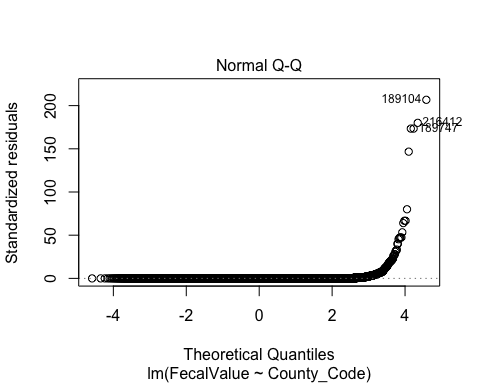 Normal Q-Q
Standardized residuals
200
150
100
50
0
189104
216412
189747
-4 -2 0 2 4
Theoretical Quantiles
lm(FecalValue ~ County_Code)